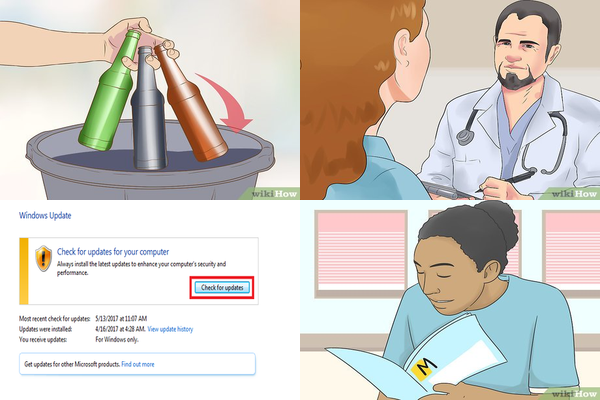 wikiHow
wikiHow
Windows Update
Check for updates for your computer
Always install the latest updates to enhance your computer's security and
performance.
Check for updates
Most recent check for updates: 5/13/2017 at 11:07 AM
Updates were installed: 4/16/2017 at 4:28 AM. View update history
You receive updates: For Windows only.
Get updates for other Microsoft products. Find out more
M
wikiHow